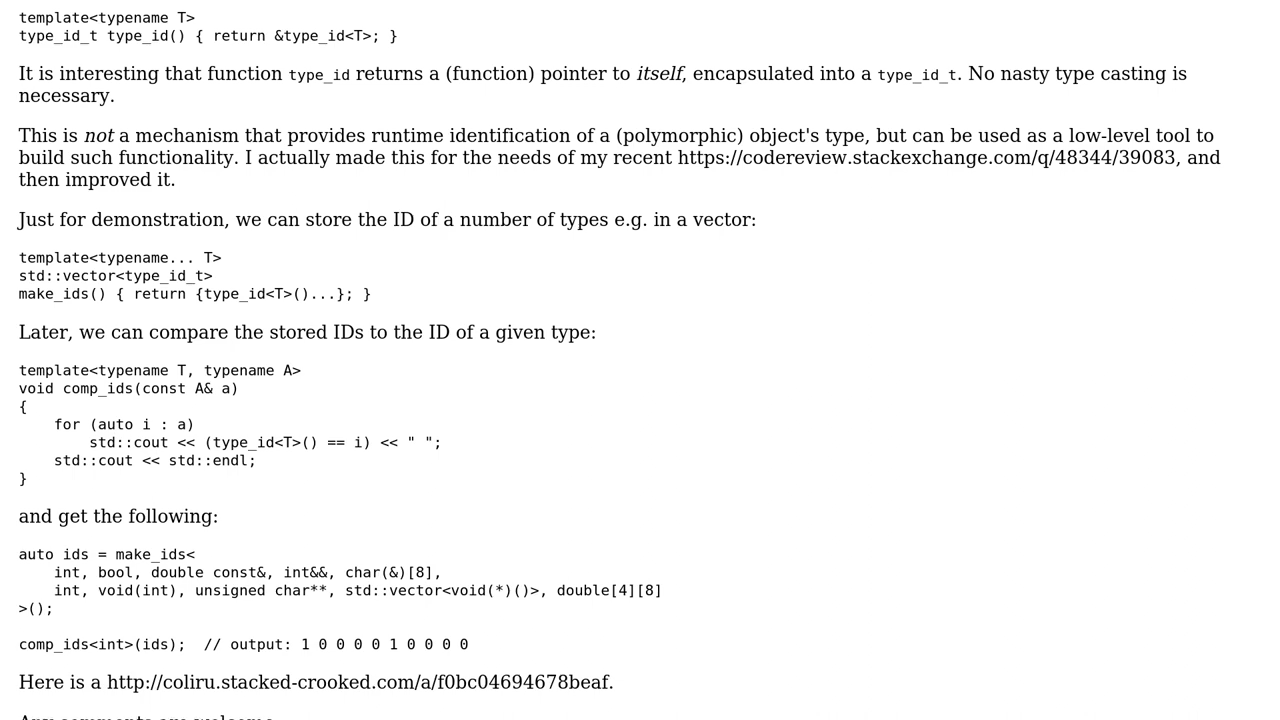 template<typename T>
type_id_t type_id() { return &type_id<T>; }
It is interesting that function type_id returns a (function) pointer to itself, encapsulated into a type_id_t. No nasty type casting is
necessary.
This is not a mechanism that provides runtime identification of a (polymorphic) object's type, but can be used as a low-level tool to
build such functionality. I actually made this for the needs of my recent https://codereview.stackexchange.com/q/48344/39083, and
then improved it.
Just for demonstration, we can store the ID of a number of types e.g. in a vector:
template<typename... T>
std::vector<type_id_t>
make_ids() { return {type_id<T>()...}; }
Later, we can compare the stored IDs to the ID of a given type:
template<typename T, typename A>
void comp_ids(const A& a)
{
    for (auto i : a)
        std::cout << (type_id<T>() == i) << " ";
    std::cout << std::endl;
}
and get the following:
auto ids = make_ids<
    int, bool, double const&, int&&, char(&)[8],
    int, void(int), unsigned char**, std::vector<void(*)()>, double[4][8]
>();
comp_ids<int>(ids);  // output: 1 0 0 0 0 1 0 0 0 0
Here is a http://coliru.stacked-crooked.com/a/f0bc04694678beaf.
Any comments are welcome